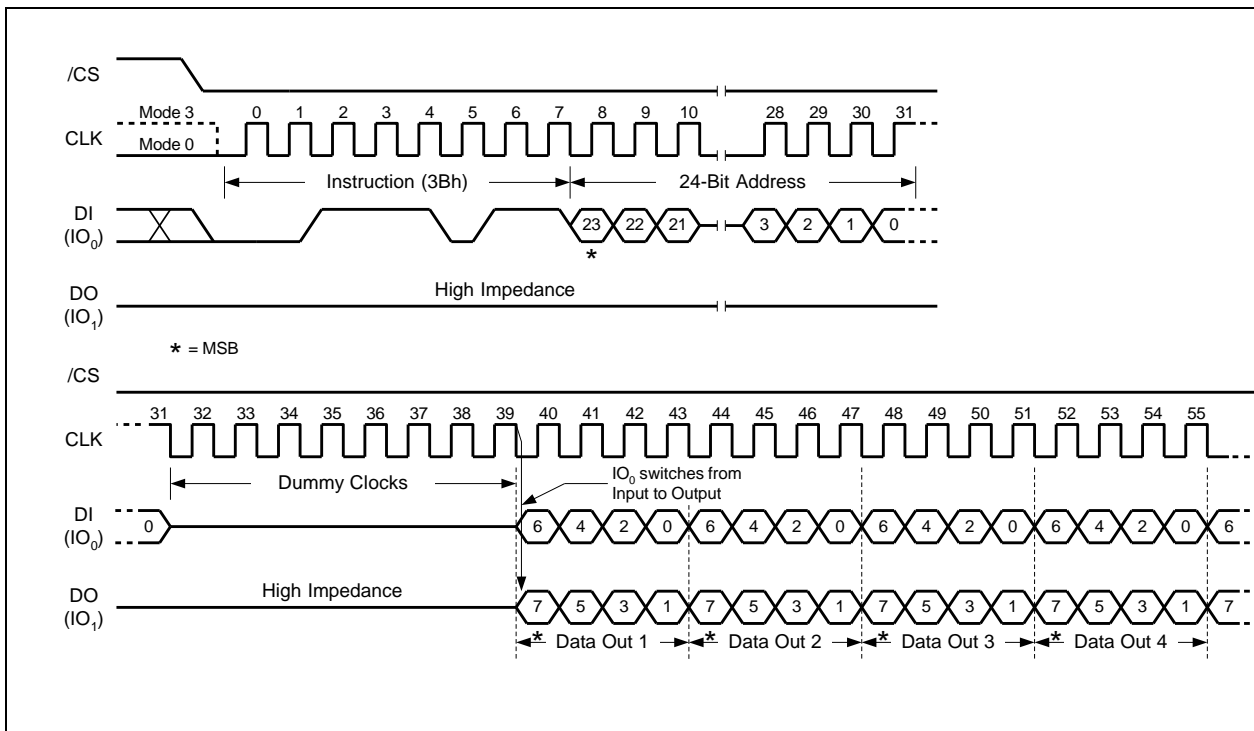 /CS
Mode 3 0 1 2 3 4 5 6 7 8 9 10 28 29 30 31
CLK
Mode 0
Instruction (3Bh) 24-Bit Address
DI
(IO0) 23 22 21 3 2 1 0
*
High Impedance
DO
(IO1)
* = MSB
/CS
31 32 33 34 35 36 37 38 39 40 41 42 43 44 45 46 47 48 49 50 51 52 53 54 55
CLK
Dummy Clocks
IO0 switches from
Input to Output
DI
(IO0) 0 6 4 2 0 6 4 2 0 6 4 2 0 6 4 2 0 6
High Impedance
DO
(IO1) 7 5 3 1 7 5 3 1 7 5 3 1 7 5 3 1 7
* Data Out 1 * Data Out 2 * Data Out 3 * Data Out 4